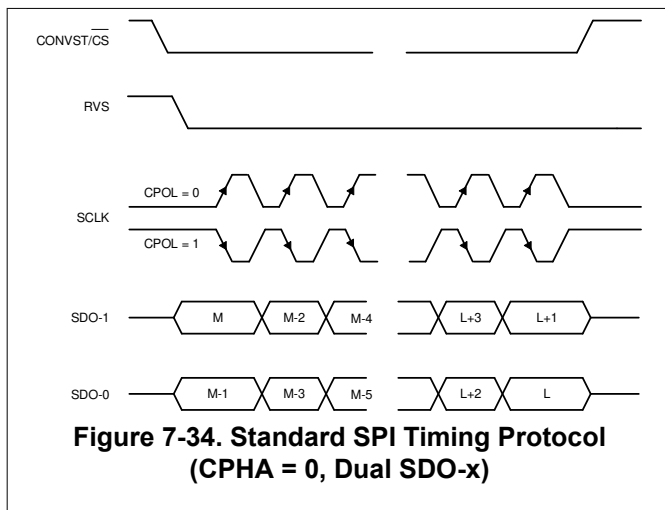 CONVST/CS
RVS
CPOL = 0
SCLK
CPOL = 1
SDO-1 M M-2 M-4 L+3 L+1
SDO-0 M-1 M-3 M-5 L+2 L
Figure 7-34. Standard SPI Timing Protocol
(CPHA = 0, Dual SDO-x)